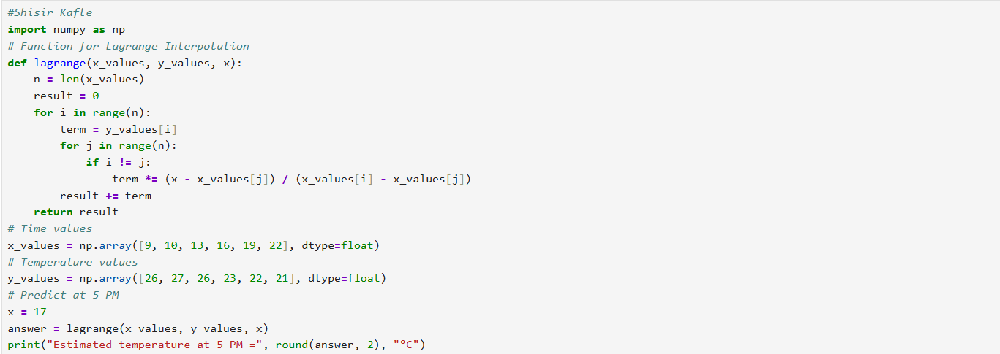 #Shisir Kafle
import numpy as np
# Function for Lagrange Interpolation
def lagrange(x_values, y_values, x):
    n = len(x_values)
    result = 0
    for i in range(n):
        term = y_values[i]
        for j in range(n):
            if i != j:
                term *= (x - x_values[j]) / (x_values[i] - x_values[j])
        result += term
    return result
# Time values
x_values = np.array([9, 10, 13, 16, 19, 22], dtype=float)
# Temperature values
y_values = np.array([26, 27, 26, 23, 22, 21], dtype=float)
# Predict at 5 PM
x = 17
answer = lagrange(x_values, y_values, x)
print("Estimated temperature at 5 PM =", round(answer, 2), "°C")